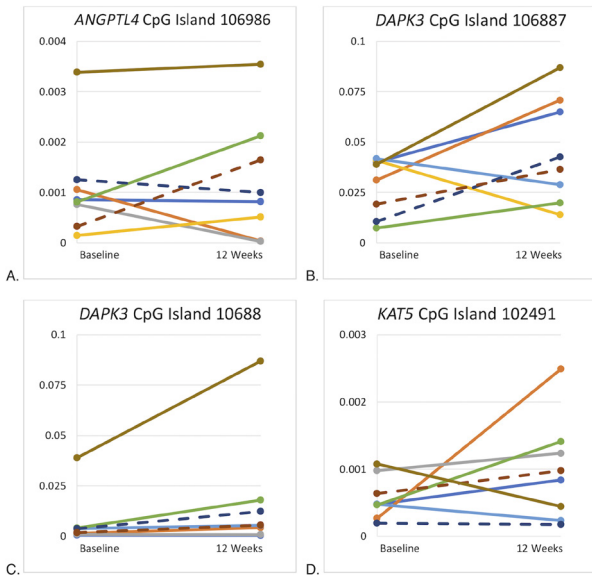 ANGPTL4 CpG Island 106986
0.004
0.003
0.002
0.001
0
Baseline 12 Weeks
A.
DAPK3 CpG Island 106887
0.1
0.075
0.05
0.025
0
Baseline 12 Weeks
B.
DAPK3 CpG Island 10688
0.1
0.075
0.05
0.025
0
Baseline 12 Weeks
C.
KAT5 CpG Island 102491
0.003
0.002
0.001
0
Baseline 12 Weeks
D.